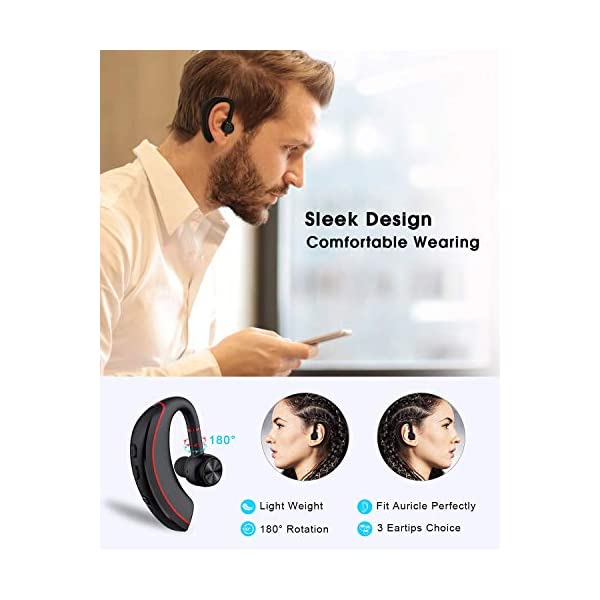 Sleek Design
Comfortable Wearing
180°
Light Weight
Fit Auricle Perfectly
180° Rotation
3 Eartips Choice